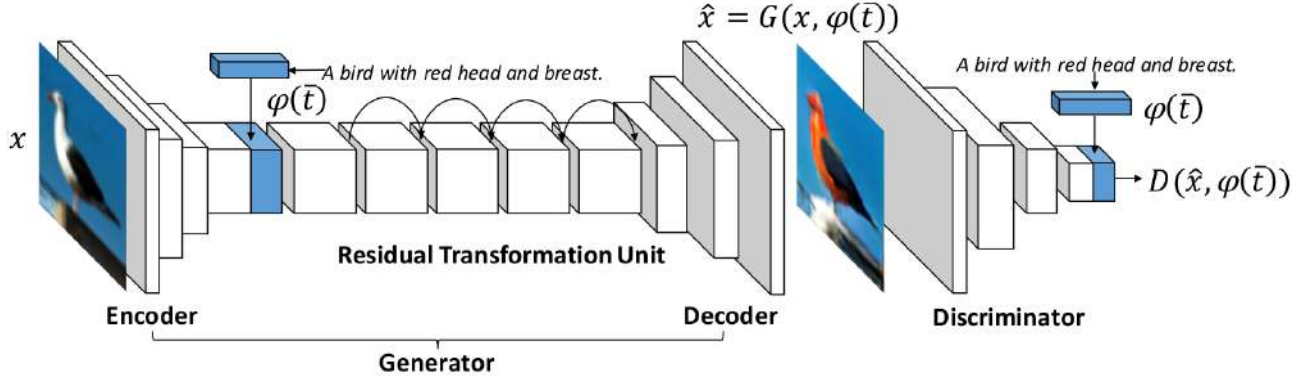 x̂ = G(x, φ(t̄))
A bird with red head and breast.
φ(t̄)
x
A bird with red head and breast.
φ(t̄)
D(x̂, φ(t̄))
Residual Transformation Unit
Encoder
Decoder
Discriminator
Generator